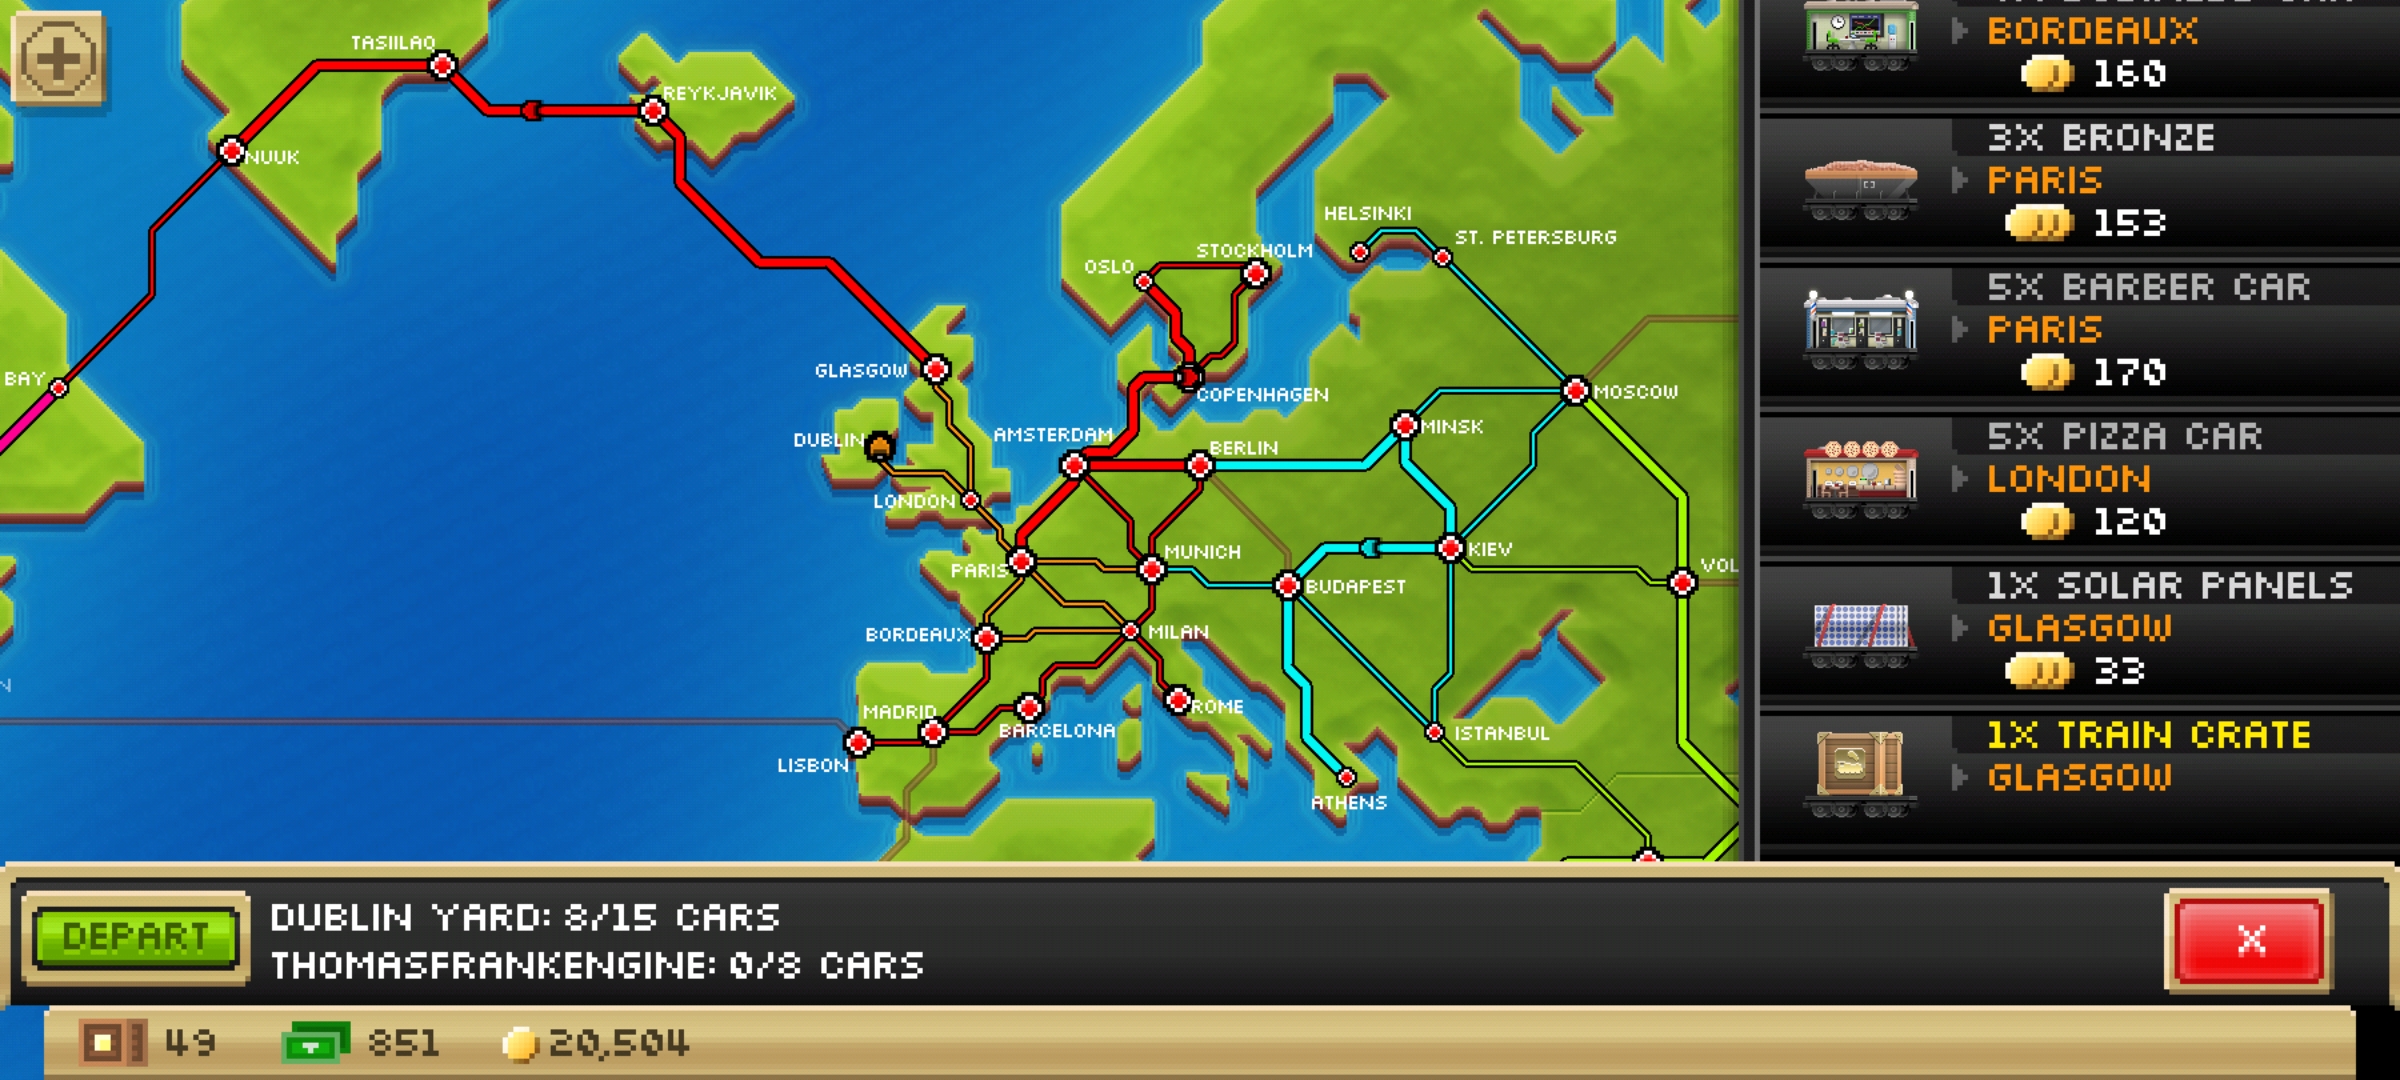 TASIILAQ
REYKJAVIK
NUUK
HELSINKI
ST. PETERSBURG
STOCKHOLM
OSLO
GLASGOW
BAY
COPENHAGEN
MOSCOW
AMSTERDAM
MINSK
DUBLIN
BERLIN
LONDON
MUNICH
KIEV
PARIS
VOL
BUDAPEST
BORDEAUX
MILAN
N
MADRID
ROME
BARCELONA
ISTANBUL
LISBON
ATHENS
BORDEAUX
160
3X BRONZE
PARIS
153
5X BARBER CAR
PARIS
170
5X PIZZA CAR
LONDON
120
1X SOLAR PANELS
GLASGOW
33
1X TRAIN CRATE
GLASGOW
DEPART
DUBLIN YARD: 8/15 CARS
THOMASFRANKENGINE: 0/8 CARS
X
49
851
20,504